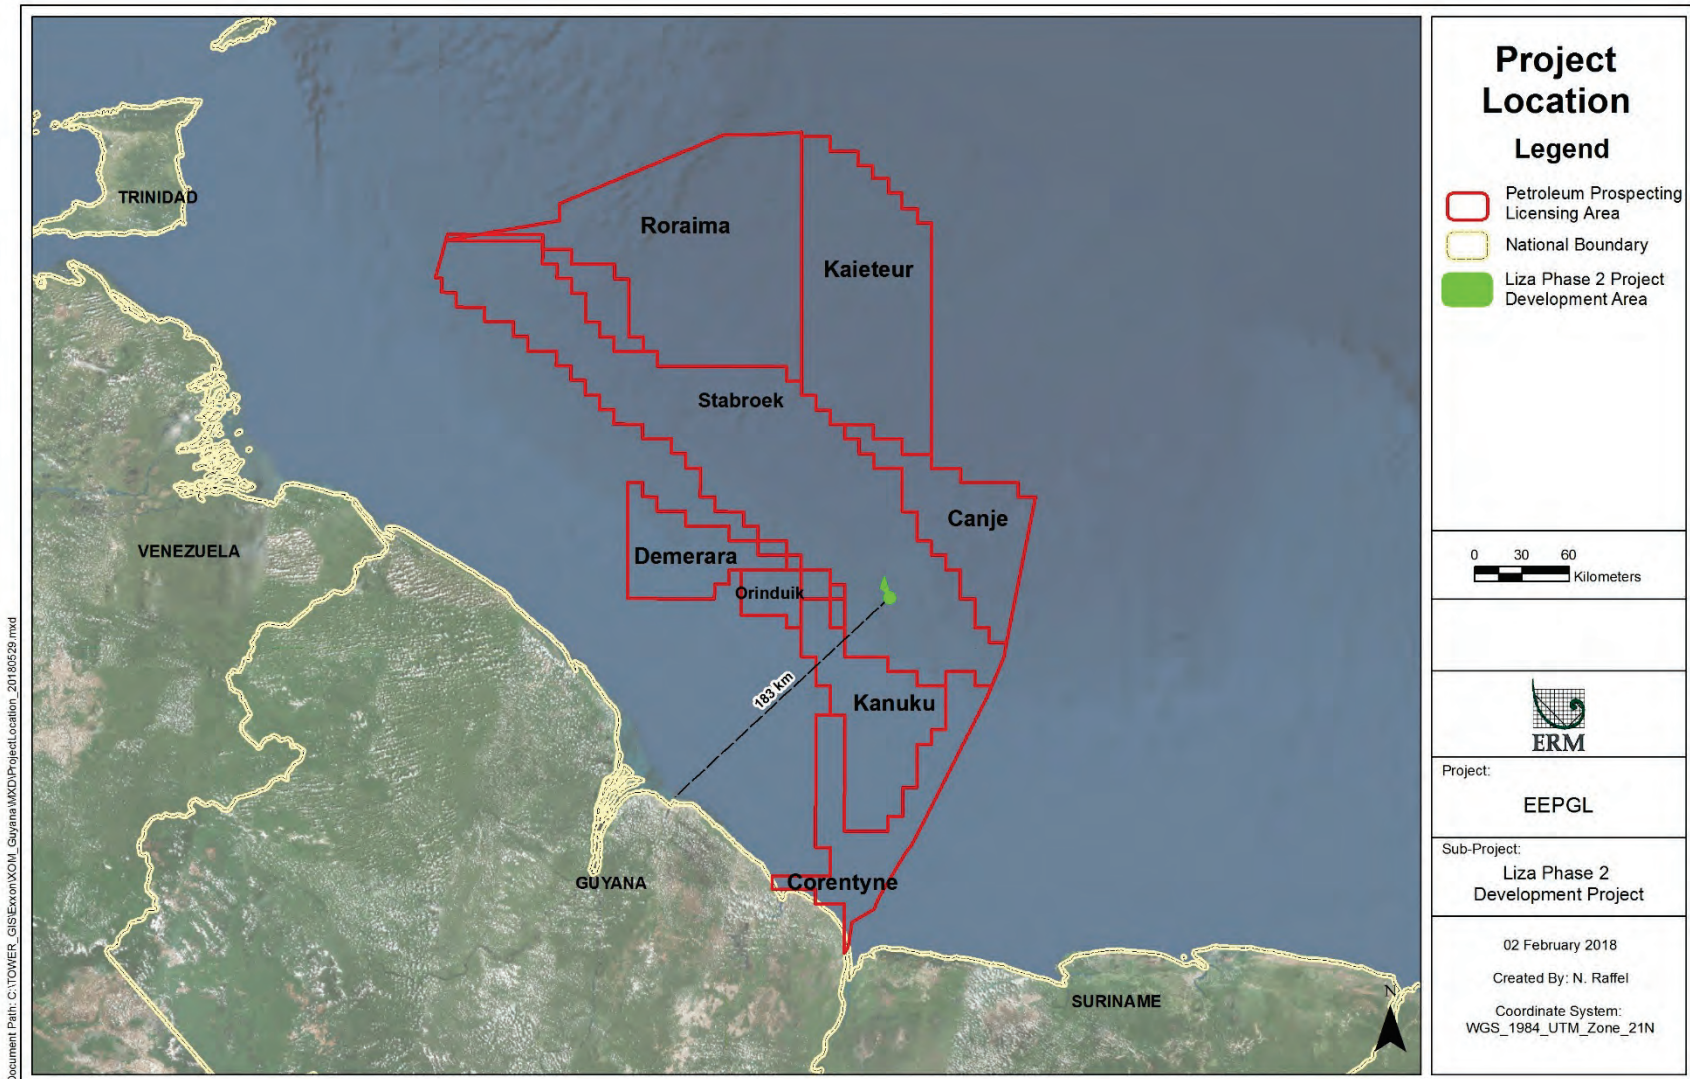 TRINIDAD
VENEZUELA
GUYANA
SURINAME
Roraima
Kaieteur
Stabroek
Canje
Demerara
Orinduik
Kanuku
Corentyne
183 km
N
Project
Location
Legend
Petroleum Prospecting
Licensing Area
National Boundary
Liza Phase 2 Project
Development Area
0 30 60
Kilometers
ERM
Project:
EEPGL
Sub-Project:
Liza Phase 2
Development Project
02 February 2018
Created By: N. Raffel
Coordinate System:
WGS_1984_UTM_Zone_21N
Document Path: C:\TOWER_GIS\Exxon\XOM_Guyana\MXD\ProjectLocation_20180529.mxd